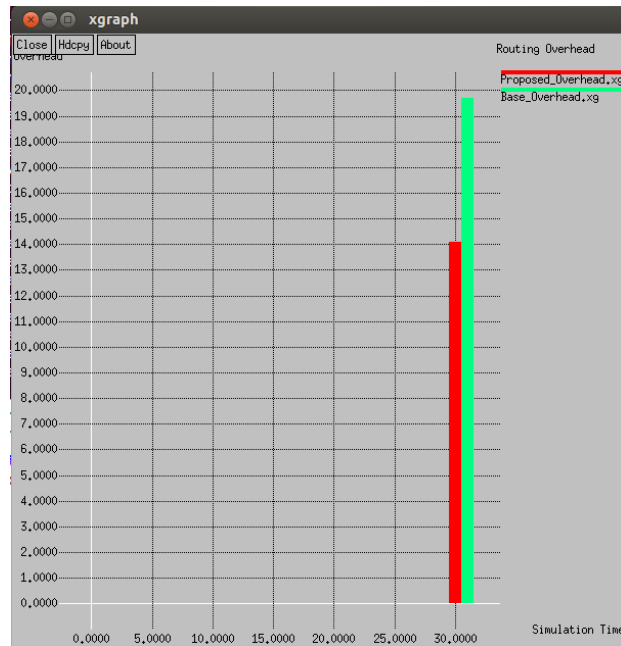 xgraph
Close Hdcpy About
Overhead
Routing Overhead
Proposed_Overhead.xg
Base_Overhead.xg
20.0000
19.0000
18.0000
17.0000
16.0000
15.0000
14.0000
13.0000
12.0000
11.0000
10.0000
9.0000
8.0000
7.0000
6.0000
5.0000
4.0000
3.0000
2.0000
1.0000
0.0000
0.0000 5.0000 10.0000 15.0000 20.0000 25.0000 30.0000
Simulation Time